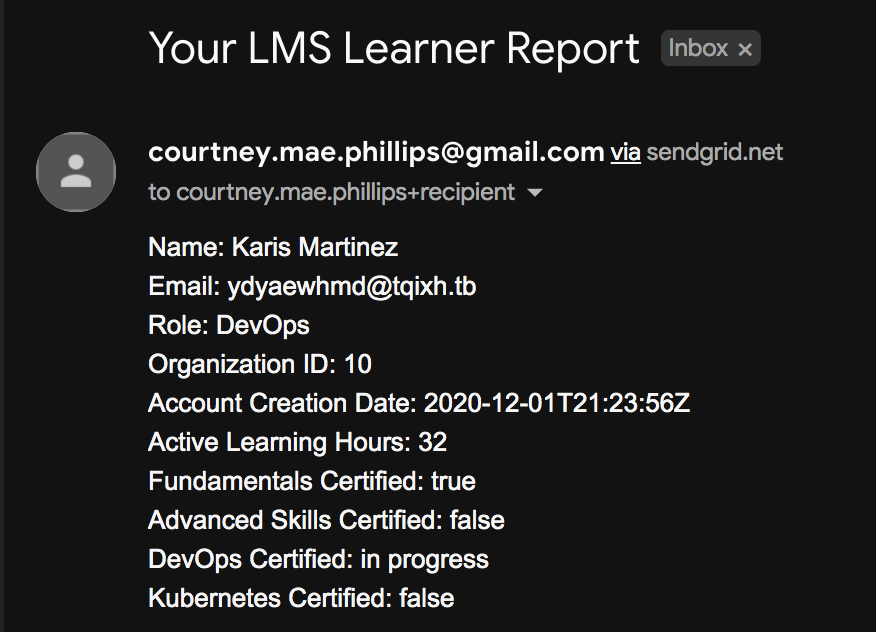 Your LMS Learner Report Inbox ×
courtney.mae.phillips@gmail.com via sendgrid.net
to courtney.mae.phillips+recipient
Name: Karis Martinez
Email: ydyaewhmd@tqixh.tb
Role: DevOps
Organization ID: 10
Account Creation Date: 2020-12-01T21:23:56Z
Active Learning Hours: 32
Fundamentals Certified: true
Advanced Skills Certified: false
DevOps Certified: in progress
Kubernetes Certified: false